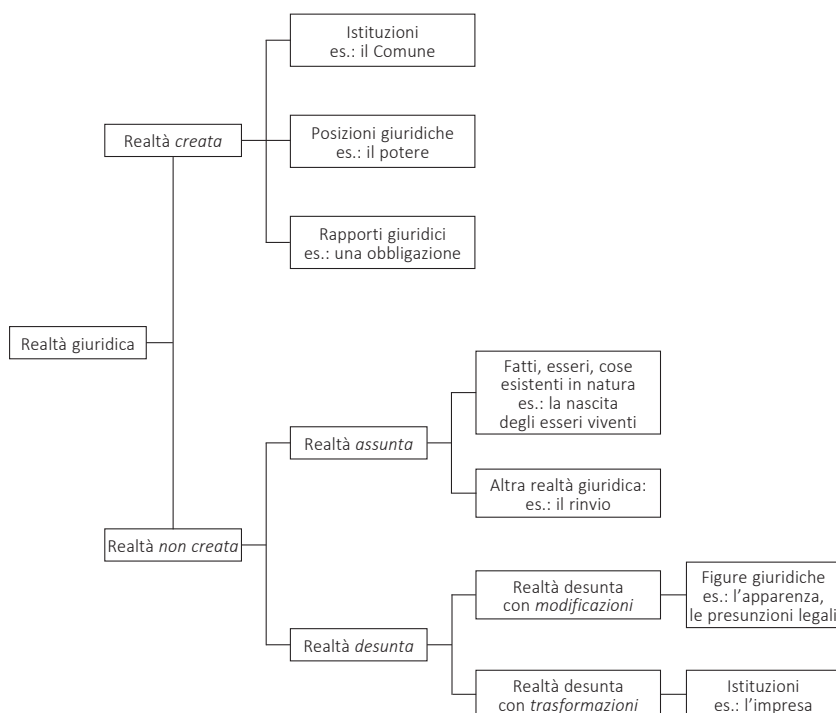 Istituzioni
es.: il Comune
Realtà creata
Posizioni giuridiche
es.: il potere
Rapporti giuridici
es.: una obbligazione
Realtà giuridica
Fatti, esseri, cose
esistenti in natura
es.: la nascita
degli esseri viventi
Realtà assunta
Altra realtà giuridica:
es.: il rinvio
Realtà non creata
Realtà desunta
con modificazioni
Figure giuridiche
es.: l’apparenza,
le presunzioni legali
Realtà desunta
Realtà desunta
con trasformazioni
Istituzioni
es.: l’impresa